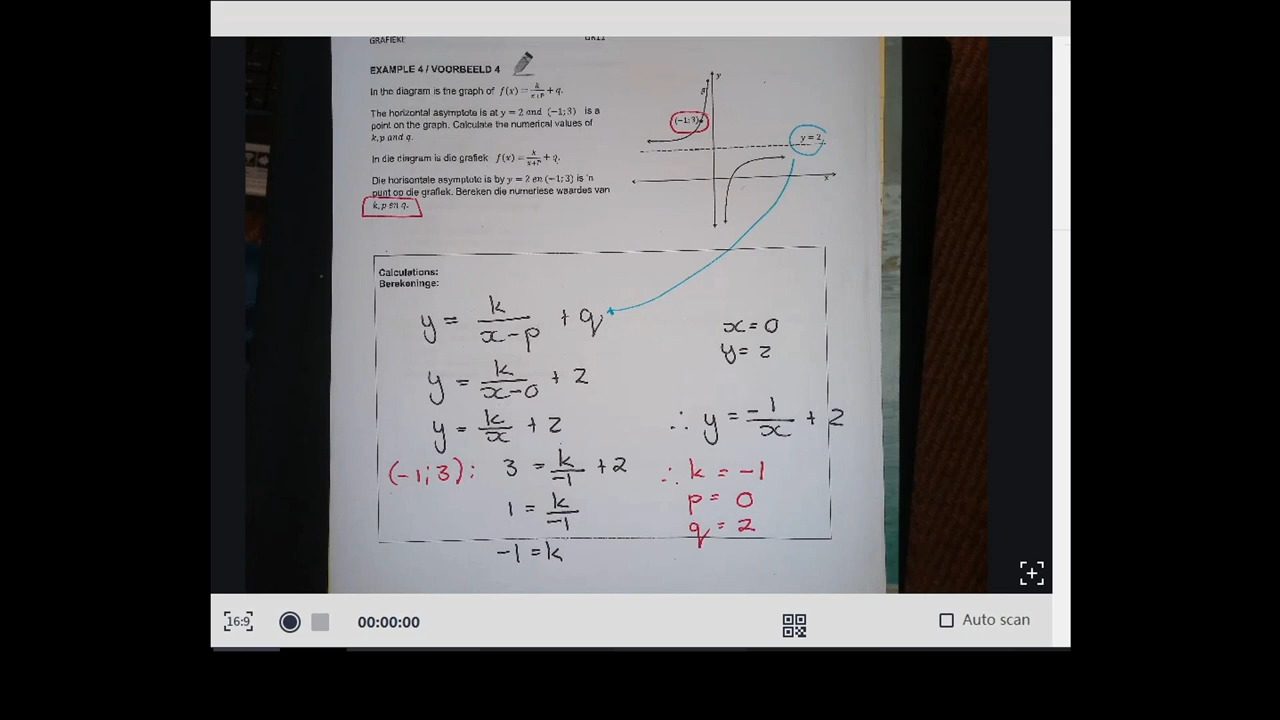 GRAFIEKE
GR11
EXAMPLE 4 / VOORBEELD 4
In the diagram is the graph of f(x) = k/(x+p) + q.
The horizontal asymptote is at y = 2 and (−1; 3) is a
point on the graph. Calculate the numerical values of
k, p and q.
In die diagram is die grafiek f(x) = k/(x+p) + q.
Die horisontale asymptote is by y = 2 en (−1; 3) is 'n
punt op die grafiek. Bereken die numeriese waardes van
k, p en q.
y
(−1; 3)
y = 2
x
Calculations:
Berekeninge:
y = k/(x-p) + q
y = k/(x-0) + 2
y = k/x + 2
(-1;3): 3 = k/-1 + 2
1 = k/-1
-1 = k
x = 0
y = 2
∴ y = -1/x + 2
∴ k = -1
p = 0
q = 2
16:9
00:00:00
Auto scan